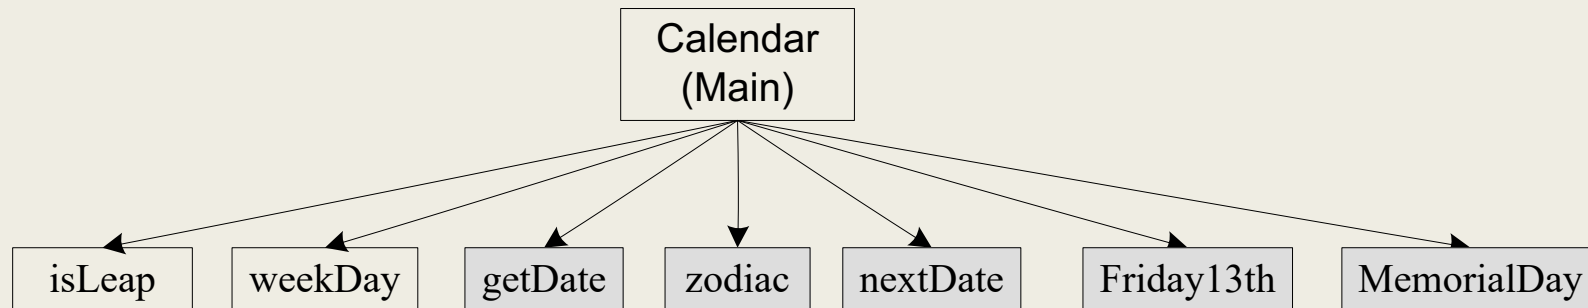 Calendar
(Main)
isLeap
weekDay
getDate
zodiac
nextDate
Friday13th
MemorialDay